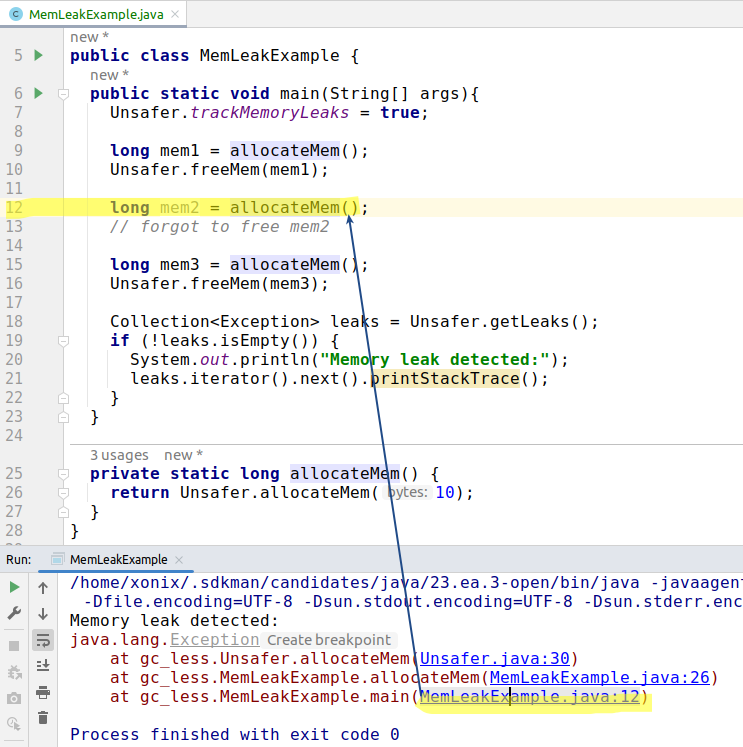 MemLeakExample.java
new *
5 public class MemLeakExample {
new *
6 public static void main(String[] args){
7 Unsafer.trackMemoryLeaks = true;
8
9 long mem1 = allocateMem();
10 Unsafer.freeMem(mem1);
11
12 long mem2 = allocateMem();
13 // forgot to free mem2
14
15 long mem3 = allocateMem();
16 Unsafer.freeMem(mem3);
17
18 Collection<Exception> leaks = Unsafer.getLeaks();
19 if (!leaks.isEmpty()) {
20 System.out.println("Memory leak detected:");
21 leaks.iterator().next().printStackTrace();
22 }
23 }
24
3 usages new *
25 private static long allocateMem() {
26 return Unsafer.allocateMem( bytes: 10);
27 }
28 }
Run: MemLeakExample
/home/xonix/.sdkman/candidates/java/23.ea.3-open/bin/java -javaagent
-Dfile.encoding=UTF-8 -Dsun.stdout.encoding=UTF-8 -Dsun.stderr.enc
Memory leak detected:
java.lang.Exception Create breakpoint
at gc_less.Unsafer.allocateMem(Unsafer.java:30)
at gc_less.MemLeakExample.allocateMem(MemLeakExample.java:26)
at gc_less.MemLeakExample.main(MemLeakExample.java:12)
Process finished with exit code 0